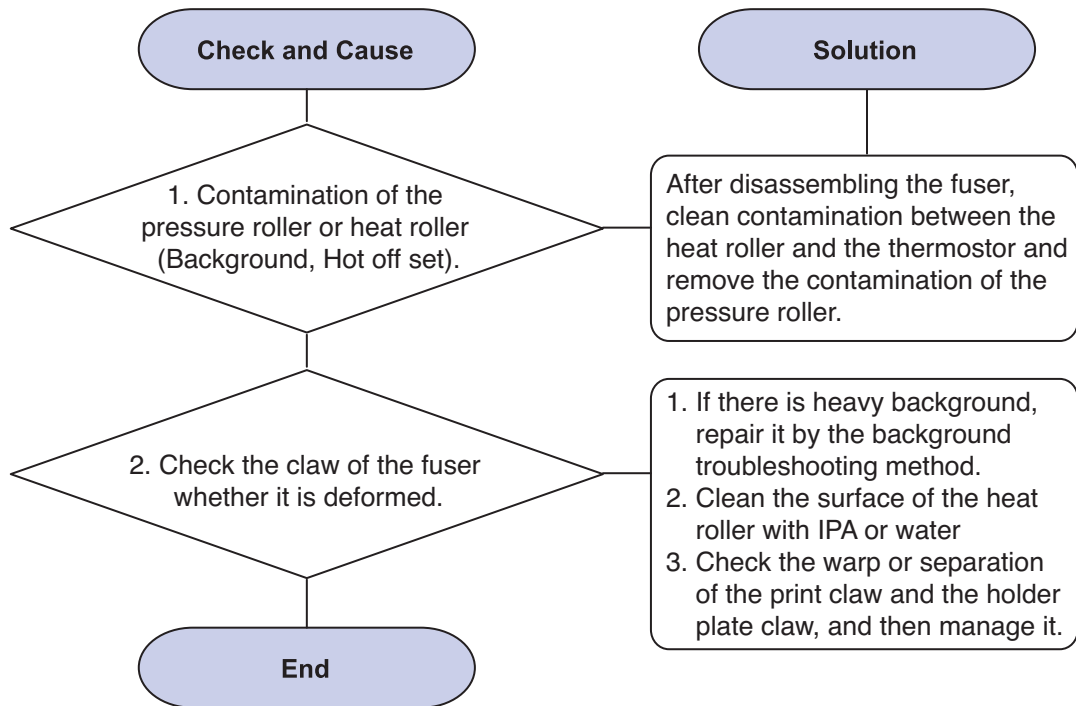 Check and Cause
Solution
1. Contamination of the
pressure roller or heat roller
(Background, Hot off set).
After disassembling the fuser,
clean contamination between the
heat roller and the thermostor and
remove the contamination of the
pressure roller.
2. Check the claw of the fuser
whether it is deformed.
1. If there is heavy background,
repair it by the background
troubleshooting method.
2. Clean the surface of the heat
roller with IPA or water
3. Check the warp or separation
of the print claw and the holder
plate claw, and then manage it.
End